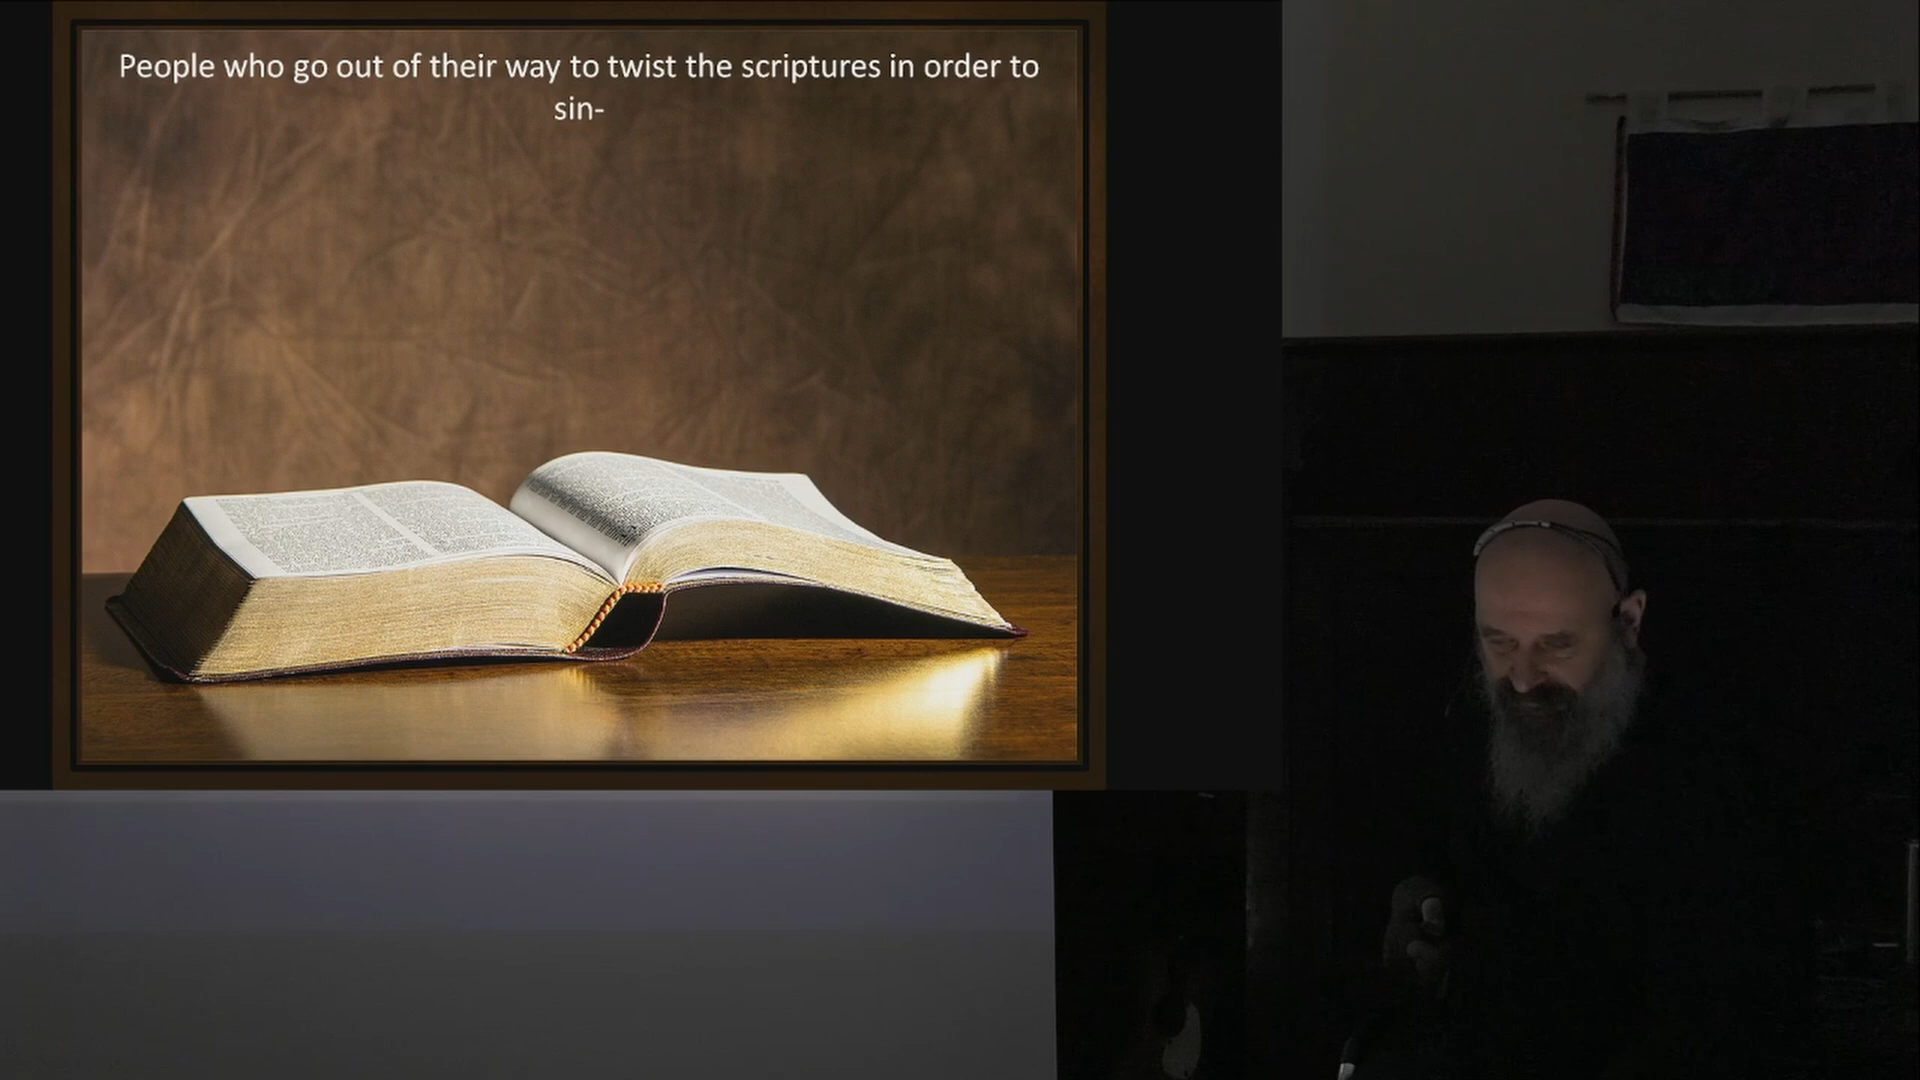 People who go out of their way to twist the scriptures in order to
sin-